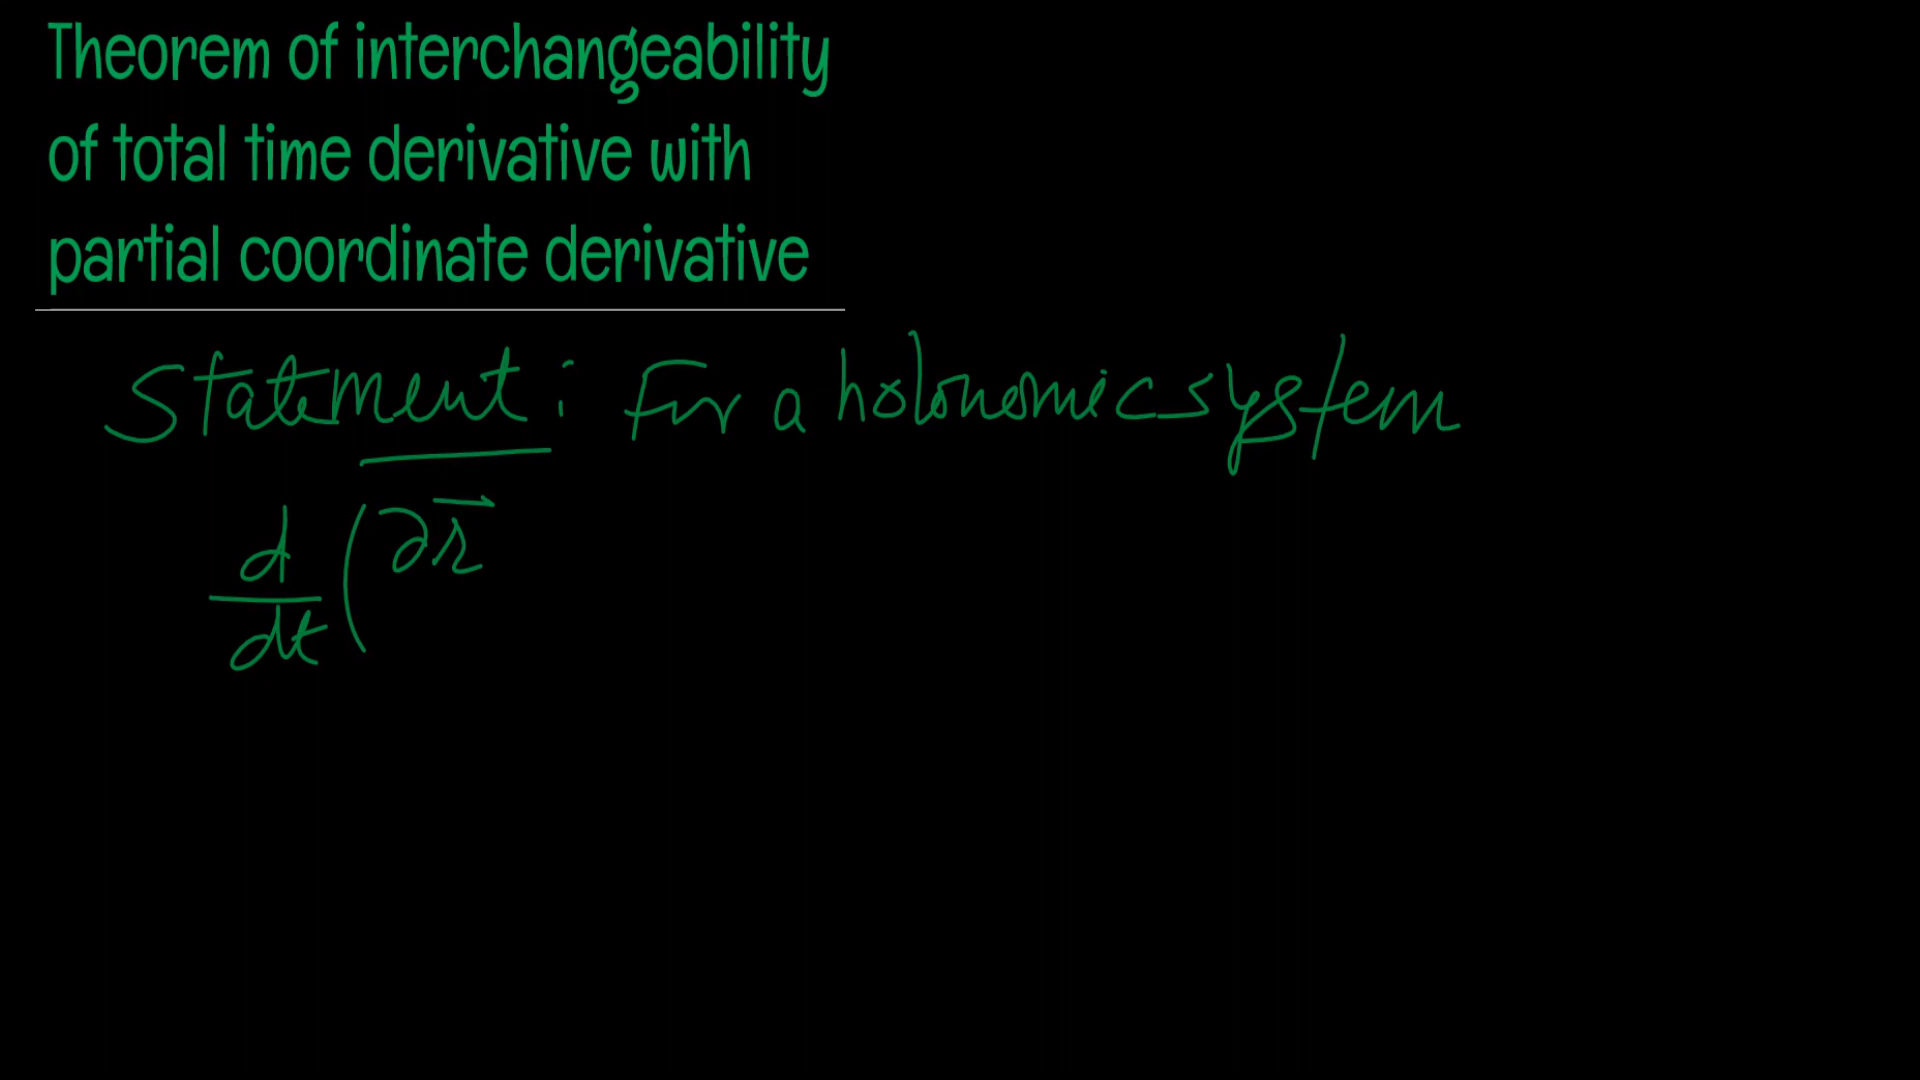 Theorem of interchangeability
of total time derivative with
partial coordinate derivative
Statement : For a holonomic system
d/dt (∂r⃗